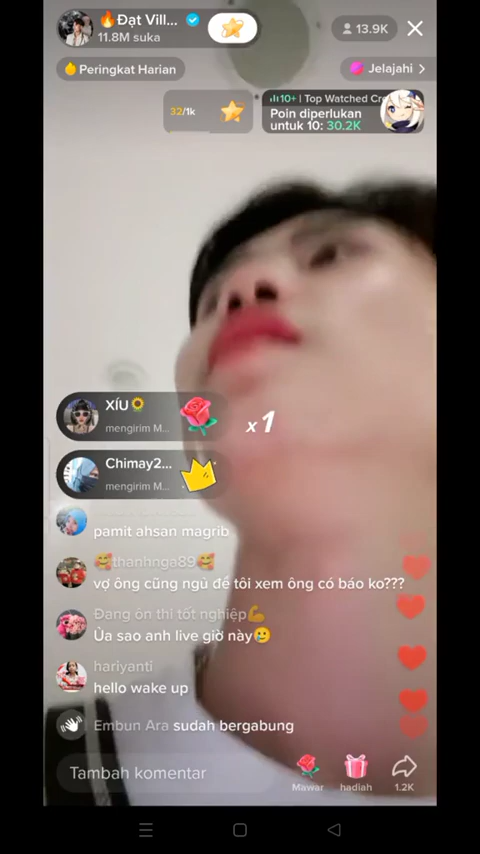 🔥Đạt Vill...
11.8M suka
13.9K
Peringkat Harian
Jelajahi >
32/1k
10+ | Top Watched Cre
Poin diperlukan
untuk 10: 30.2K
XÍU🌻
mengirim M...
x1
Chimay2...
mengirim M...
pamit ahsan magrib
🥰thanhnga89🥰
vợ ông cũng ngủ để tôi xem ông có báo ko???
Đang ôn thi tốt nghiệp💪
Ủa sao anh live giờ này🥲
hariyanti
hello wake up
Embun Ara sudah bergabung
Tambah komentar
Mawar
hadiah
1.2K